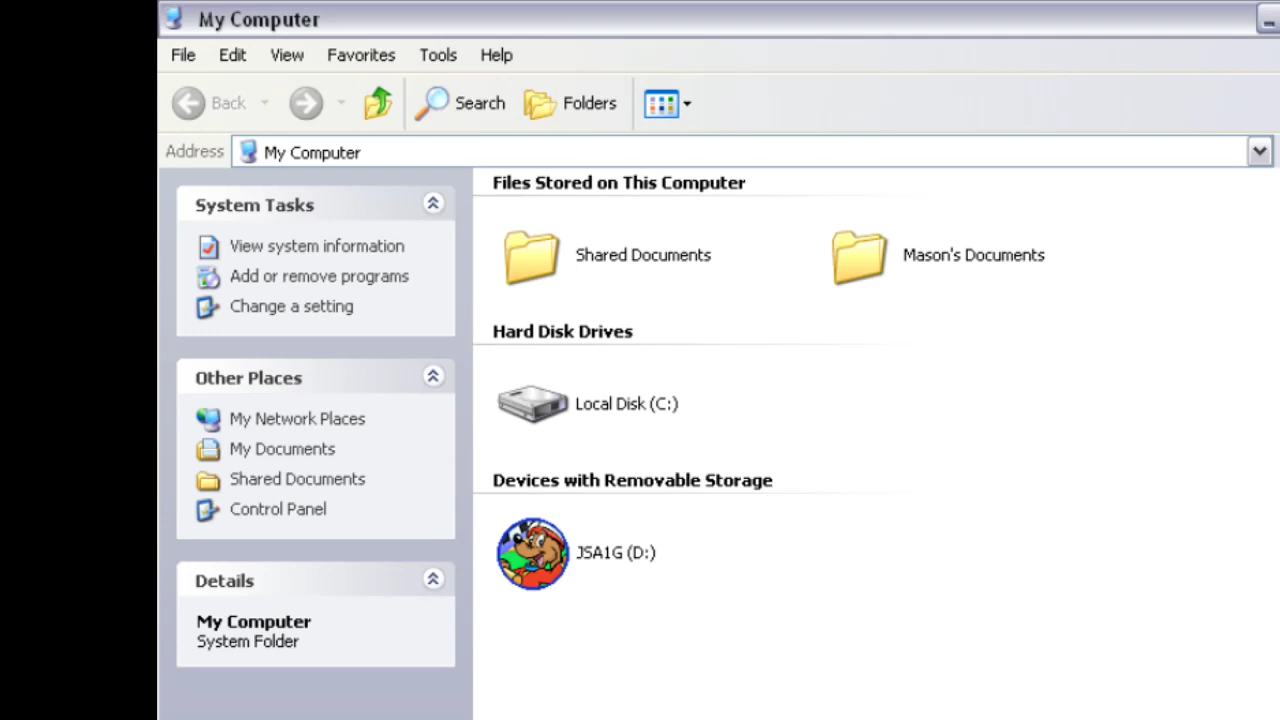 My Computer
File Edit View Favorites Tools Help
Back Search Folders
Address My Computer
System Tasks
View system information
Add or remove programs
Change a setting
Other Places
My Network Places
My Documents
Shared Documents
Control Panel
Details
My Computer
System Folder
Files Stored on This Computer
Shared Documents Mason's Documents
Hard Disk Drives
Local Disk (C:)
Devices with Removable Storage
JSA1G (D:)